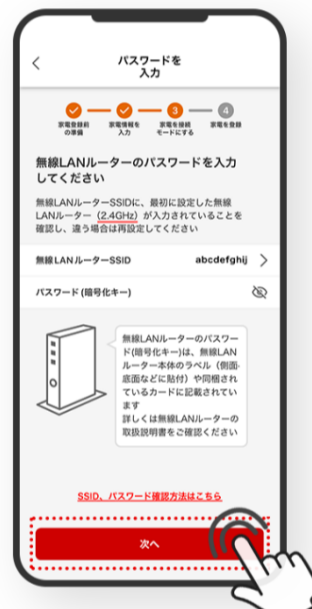 パスワードを
入力
3
4
家電登録前
の準備
家電情報を
入力
家電を接続
モードにする
家電を登録
無線LANルーターのパスワードを入力
してください
無線LANルーターSSIDに、最初に設定した無線
LANルーター（2.4GHz）が入力されていることを
確認し、違う場合は再設定してください
無線LANルーターSSID abcdefghij
パスワード (暗号化キー)
無線LANルーターのパスワー
ド(暗号化キー)は、無線LAN
ルーター本体のラベル（側面・
底面などに貼付）や同梱され
ているカードに記載されてい
ます
詳しくは無線LANルーターの
取扱説明書をご確認ください
SSID、パスワード確認方法はこちら
次へ